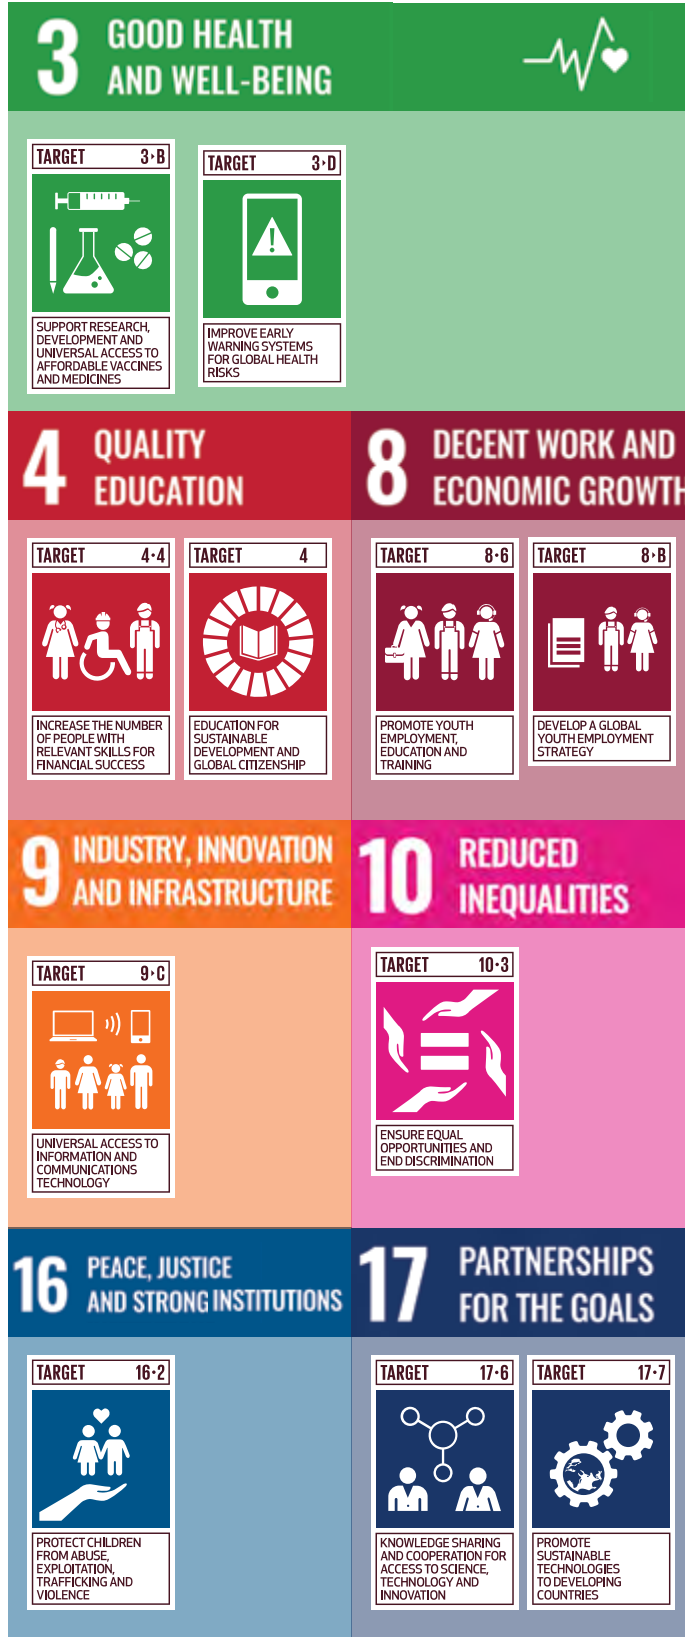 3 GOOD HEALTH
AND WELL-BEING
TARGET 3·B
SUPPORT RESEARCH,
DEVELOPMENT AND
UNIVERSAL ACCESS TO
AFFORDABLE VACCINES
AND MEDICINES
TARGET 3·D
IMPROVE EARLY
WARNING SYSTEMS
FOR GLOBAL HEALTH
RISKS
4 QUALITY
EDUCATION
TARGET 4·4
INCREASE THE NUMBER
OF PEOPLE WITH
RELEVANT SKILLS FOR
FINANCIAL SUCCESS
TARGET 4
EDUCATION FOR
SUSTAINABLE
DEVELOPMENT AND
GLOBAL CITIZENSHIP
8 DECENT WORK AND
ECONOMIC GROWTH
TARGET 8·6
PROMOTE YOUTH
EMPLOYMENT,
EDUCATION AND
TRAINING
TARGET 8·B
DEVELOP A GLOBAL
YOUTH EMPLOYMENT
STRATEGY
9 INDUSTRY, INNOVATION
AND INFRASTRUCTURE
TARGET 9·C
UNIVERSAL ACCESS TO
INFORMATION AND
COMMUNICATIONS
TECHNOLOGY
10 REDUCED
INEQUALITIES
TARGET 10·3
ENSURE EQUAL
OPPORTUNITIES AND
END DISCRIMINATION
16 PEACE, JUSTICE
AND STRONG INSTITUTIONS
TARGET 16·2
PROTECT CHILDREN
FROM ABUSE,
EXPLOITATION,
TRAFFICKING AND
VIOLENCE
17 PARTNERSHIPS
FOR THE GOALS
TARGET 17·6
KNOWLEDGE SHARING
AND COOPERATION FOR
ACCESS TO SCIENCE,
TECHNOLOGY AND
INNOVATION
TARGET 17·7
PROMOTE
SUSTAINABLE
TECHNOLOGIES
TO DEVELOPING
COUNTRIES